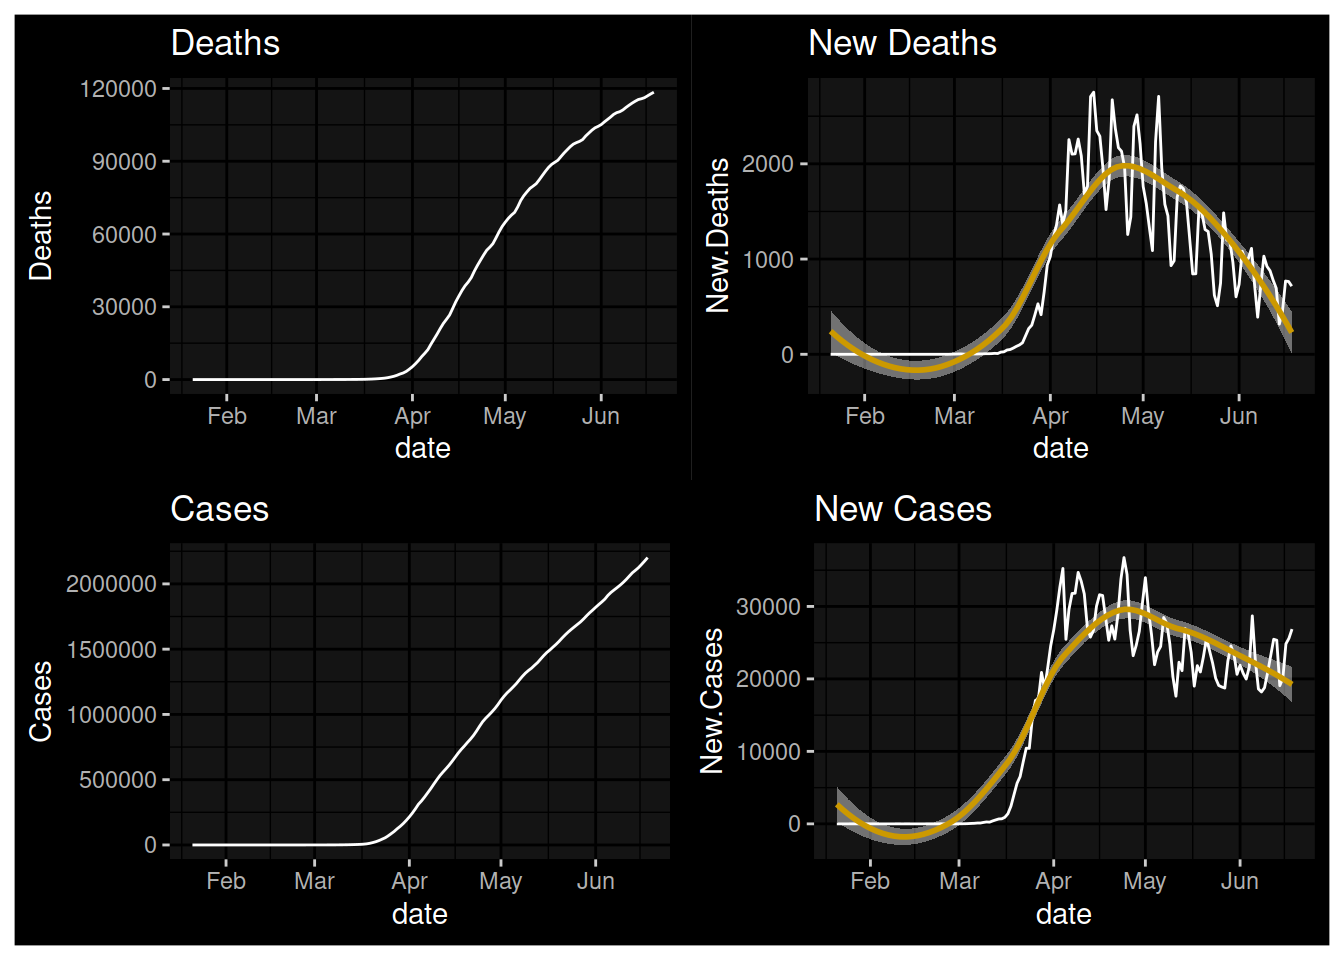 Deaths
Deaths
120000
90000
60000
30000
0
Feb Mar Apr May Jun
date
New Deaths
New.Deaths
2000
1000
0
Feb Mar Apr May Jun
date
Cases
Cases
2000000
1500000
1000000
500000
0
Feb Mar Apr May Jun
date
New Cases
New.Cases
30000
20000
10000
0
Feb Mar Apr May Jun
date